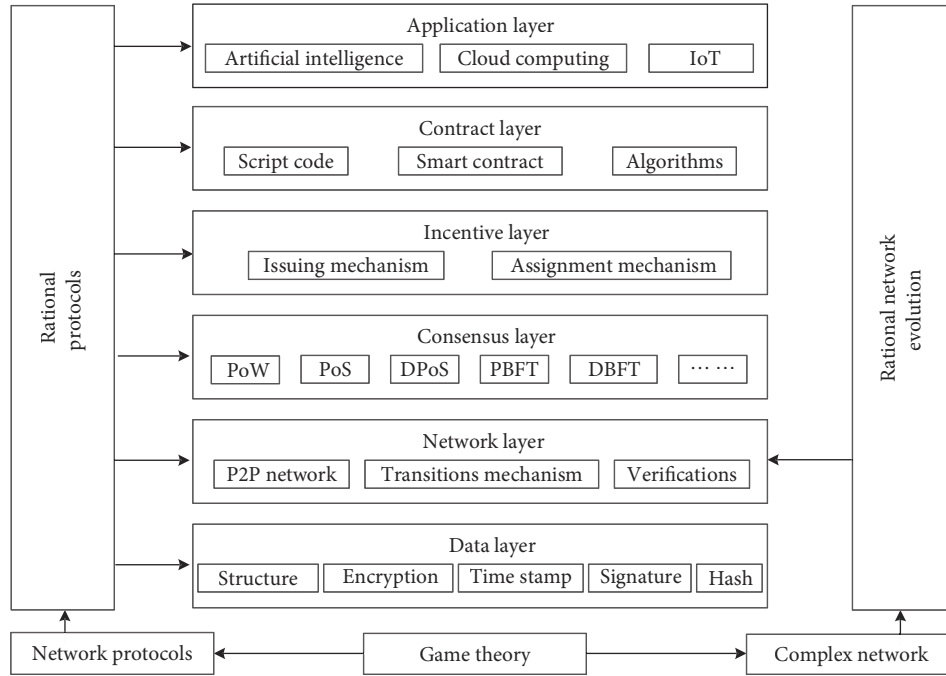 Application layer
Artificial intelligence
Cloud computing
IoT
Contract layer
Script code
Smart contract
Algorithms
Incentive layer
Issuing mechanism
Assignment mechanism
Consensus layer
PoW
PoS
DPoS
PBFT
DBFT
... ...
Network layer
P2P network
Transitions mechanism
Verifications
Data layer
Structure
Encryption
Time stamp
Signature
Hash
Rational
protocols
Rational network
evolution
Network protocols
Game theory
Complex network